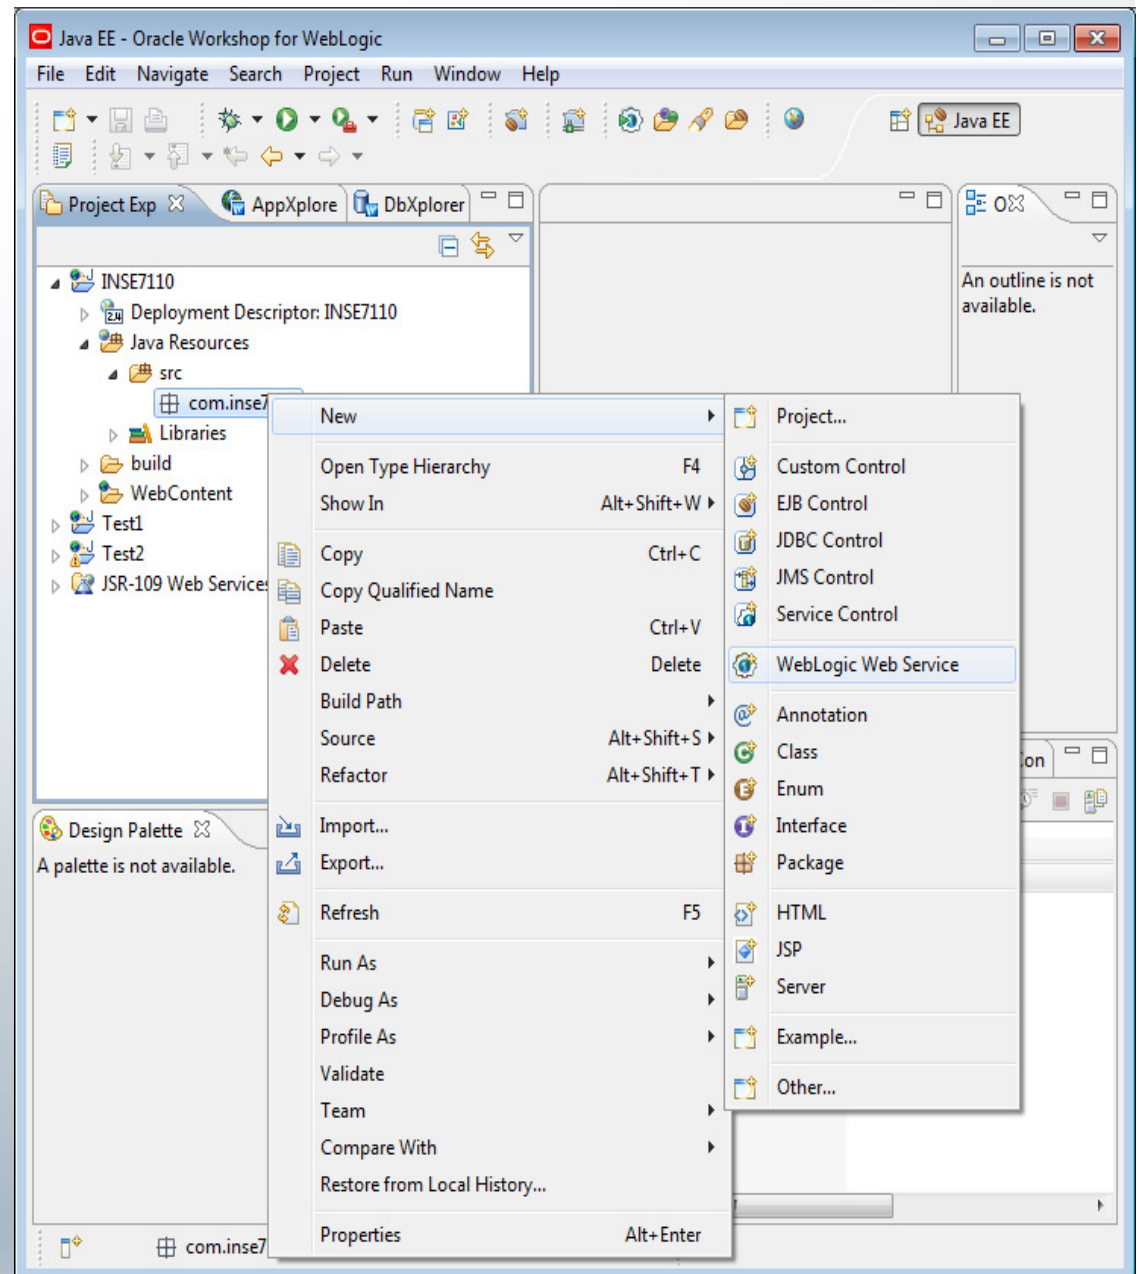 Java EE - Oracle Workshop for WebLogic
File Edit Navigate Search Project Run Window Help
Java EE
Project Exp AppXplore DbXplorer
INSE7110
Deployment Descriptor: INSE7110
Java Resources
src
com.inse7
Libraries
build
WebContent
Test1
Test2
JSR-109 Web Services
An outline is not
available.
New
Open Type Hierarchy F4
Show In Alt+Shift+W
Copy Ctrl+C
Copy Qualified Name
Paste Ctrl+V
Delete Delete
Build Path
Source Alt+Shift+S
Refactor Alt+Shift+T
Import...
Export...
Refresh F5
Run As
Debug As
Profile As
Validate
Team
Compare With
Restore from Local History...
Properties Alt+Enter
Project...
Custom Control
EJB Control
JDBC Control
JMS Control
Service Control
WebLogic Web Service
Annotation
Class
Enum
Interface
Package
HTML
JSP
Server
Example...
Other...
Design Palette
A palette is not available.
com.inse7